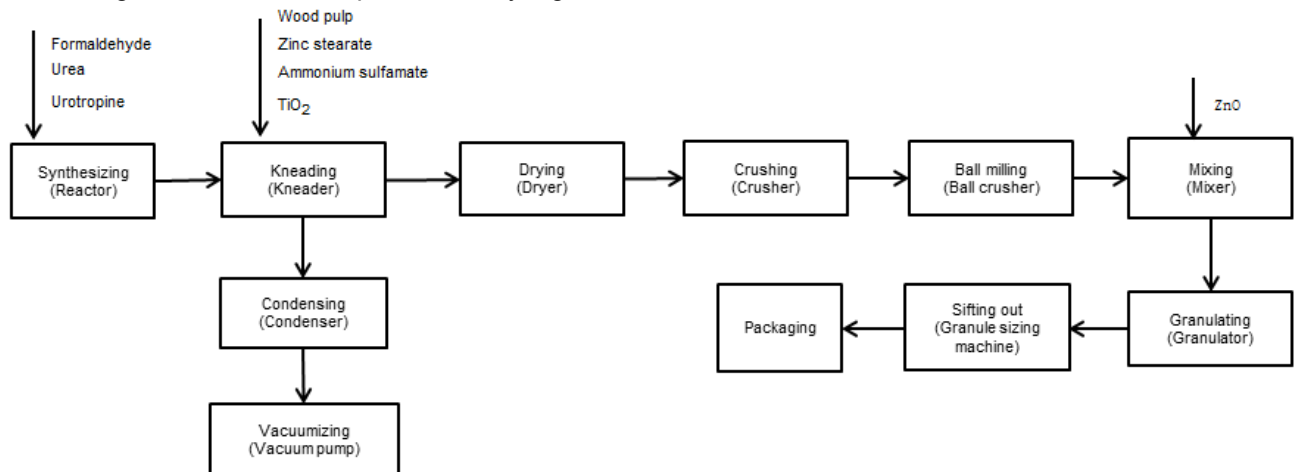 Wood pulp
Formaldehyde
Zinc stearate
Urea
Ammonium sulfamate
Urotropine
TiO2
ZnO
Synthesizing
(Reactor)
Kneading
(Kneader)
Drying
(Dryer)
Crushing
(Crusher)
Ball milling
(Ball crusher)
Mixing
(Mixer)
Condensing
(Condenser)
Packaging
Sifting out
(Granule sizing
machine)
Granulating
(Granulator)
Vacuumizing
(Vacuum pump)